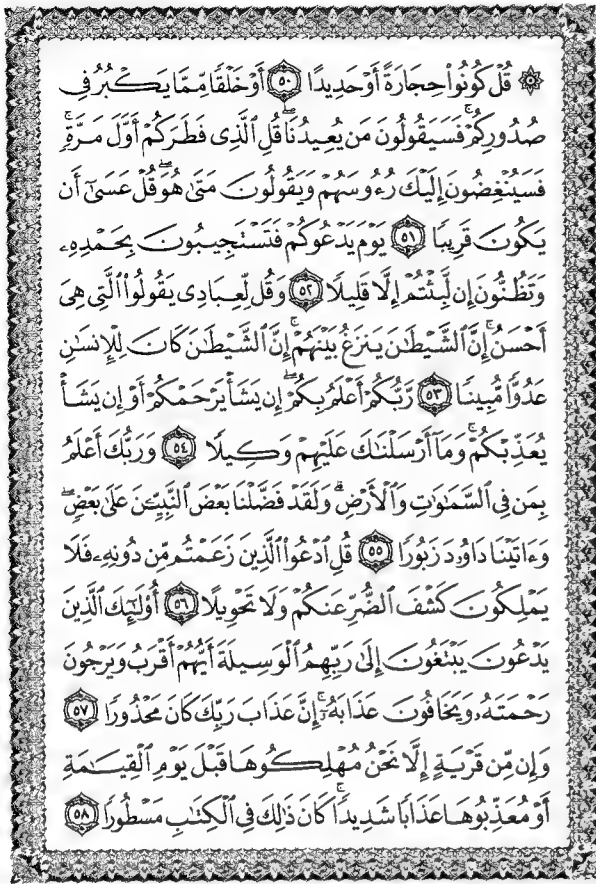 ۞ قُلْ كُونُوا۟ حِجَارَةً أَوْ حَدِيدًا ۝٥٠ أَوْ خَلْقًا مِّمَّا يَكْبُرُ فِى
صُدُورِكُمْ ۚ فَسَيَقُولُونَ مَن يُعِيدُنَا ۖ قُلِ ٱلَّذِى فَطَرَكُمْ أَوَّلَ مَرَّةٍ ۚ
فَسَيُنْغِضُونَ إِلَيْكَ رُءُوسَهُمْ وَيَقُولُونَ مَتَىٰ هُوَ ۖ قُلْ عَسَىٰٓ أَن
يَكُونَ قَرِيبًا ۝٥١ يَوْمَ يَدْعُوكُمْ فَتَسْتَجِيبُونَ بِحَمْدِهِۦ
وَتَظُنُّونَ إِن لَّبِثْتُمْ إِلَّا قَلِيلًا ۝٥٢ وَقُل لِّعِبَادِى يَقُولُوا۟ ٱلَّتِى هِىَ
أَحْسَنُ ۚ إِنَّ ٱلشَّيْطَٰنَ يَنزَغُ بَيْنَهُمْ ۚ إِنَّ ٱلشَّيْطَٰنَ كَانَ لِلْإِنسَٰنِ
عَدُوًّا مُّبِينًا ۝٥٣ رَّبُّكُمْ أَعْلَمُ بِكُمْ ۖ إِن يَشَأْ يَرْحَمْكُمْ أَوْ إِن يَشَأْ
يُعَذِّبْكُمْ ۚ وَمَآ أَرْسَلْنَٰكَ عَلَيْهِمْ وَكِيلًا ۝٥٤ وَرَبُّكَ أَعْلَمُ
بِمَن فِى ٱلسَّمَٰوَٰتِ وَٱلْأَرْضِ ۗ وَلَقَدْ فَضَّلْنَا بَعْضَ ٱلنَّبِيِّۦنَ عَلَىٰ بَعْضٍ ۖ
وَءَاتَيْنَا دَاوُۥدَ زَبُورًا ۝٥٥ قُلِ ٱدْعُوا۟ ٱلَّذِينَ زَعَمْتُم مِّن دُونِهِۦ فَلَا
يَمْلِكُونَ كَشْفَ ٱلضُّرِّ عَنكُمْ وَلَا تَحْوِيلًا ۝٥٦ أُو۟لَٰٓئِكَ ٱلَّذِينَ
يَدْعُونَ يَبْتَغُونَ إِلَىٰ رَبِّهِمُ ٱلْوَسِيلَةَ أَيُّهُمْ أَقْرَبُ وَيَرْجُونَ
رَحْمَتَهُۥ وَيَخَافُونَ عَذَابَهُۥٓ ۚ إِنَّ عَذَابَ رَبِّكَ كَانَ مَحْذُورًا ۝٥٧
وَإِن مِّن قَرْيَةٍ إِلَّا نَحْنُ مُهْلِكُوهَا قَبْلَ يَوْمِ ٱلْقِيَٰمَةِ
أَوْ مُعَذِّبُوهَا عَذَابًا شَدِيدًا ۚ كَانَ ذَٰلِكَ فِى ٱلْكِتَٰبِ مَسْطُورًا ۝٥٨